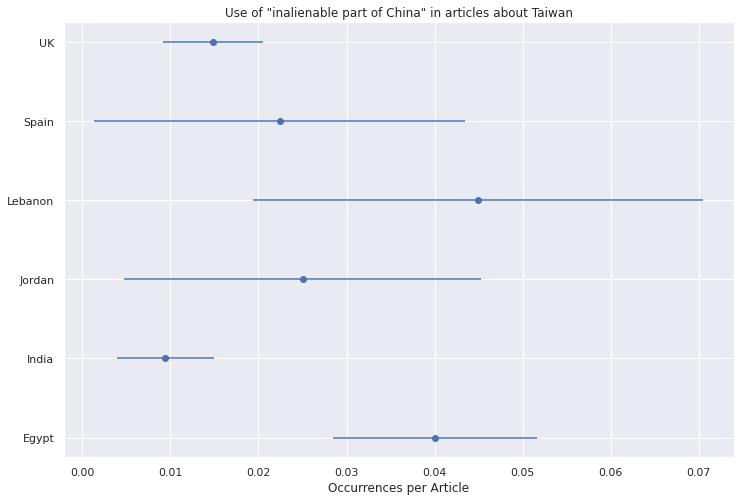 Use of "inalienable part of China" in articles about Taiwan
UK
Spain
Lebanon
Jordan
India
Egypt
0.00 0.01 0.02 0.03 0.04 0.05 0.06 0.07
Occurrences per Article